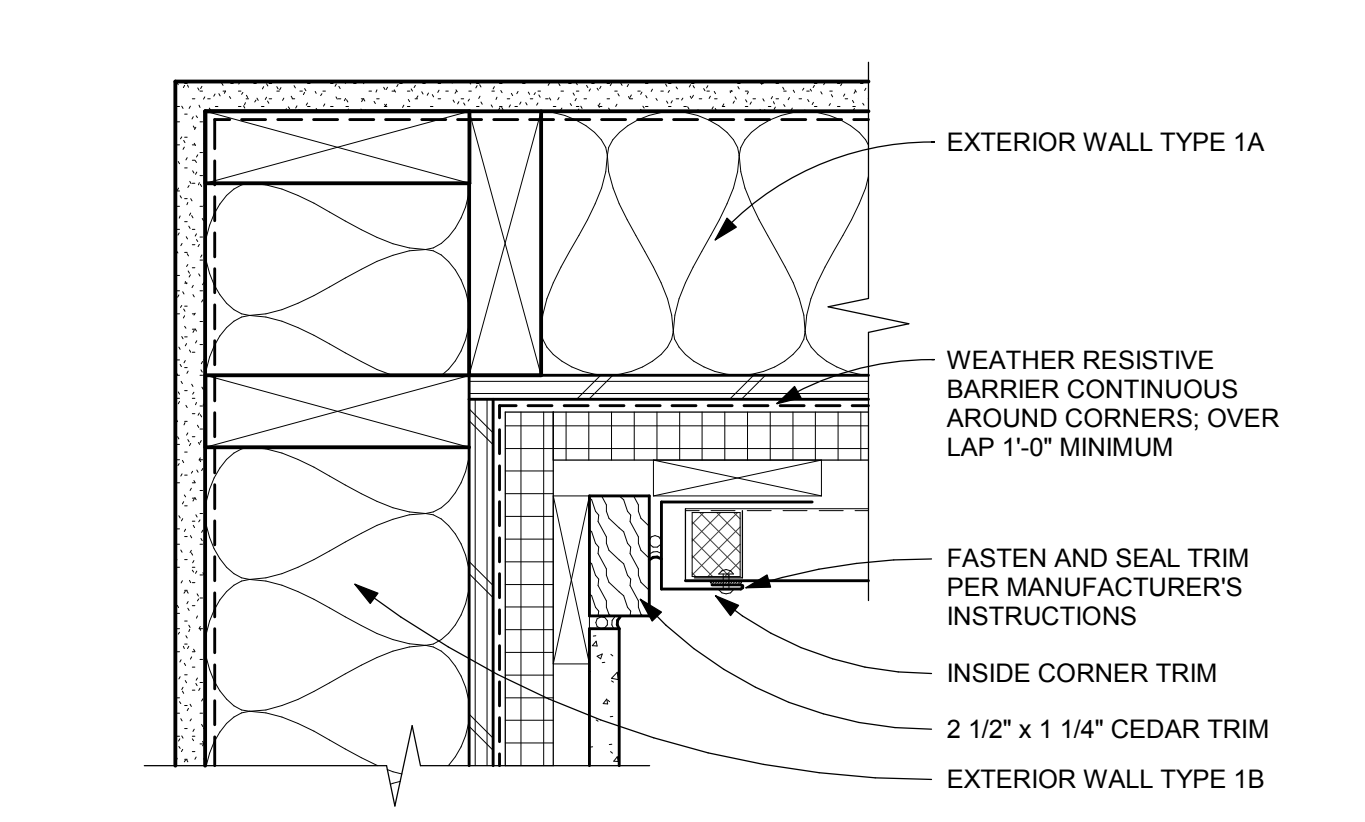 EXTERIOR WALL TYPE 1A
WEATHER RESISTIVE
BARRIER CONTINUOUS
AROUND CORNERS; OVER
LAP 1'-0" MINIMUM
FASTEN AND SEAL TRIM
PER MANUFACTURER'S
INSTRUCTIONS
INSIDE CORNER TRIM
2 1/2" x 1 1/4" CEDAR TRIM
EXTERIOR WALL TYPE 1B